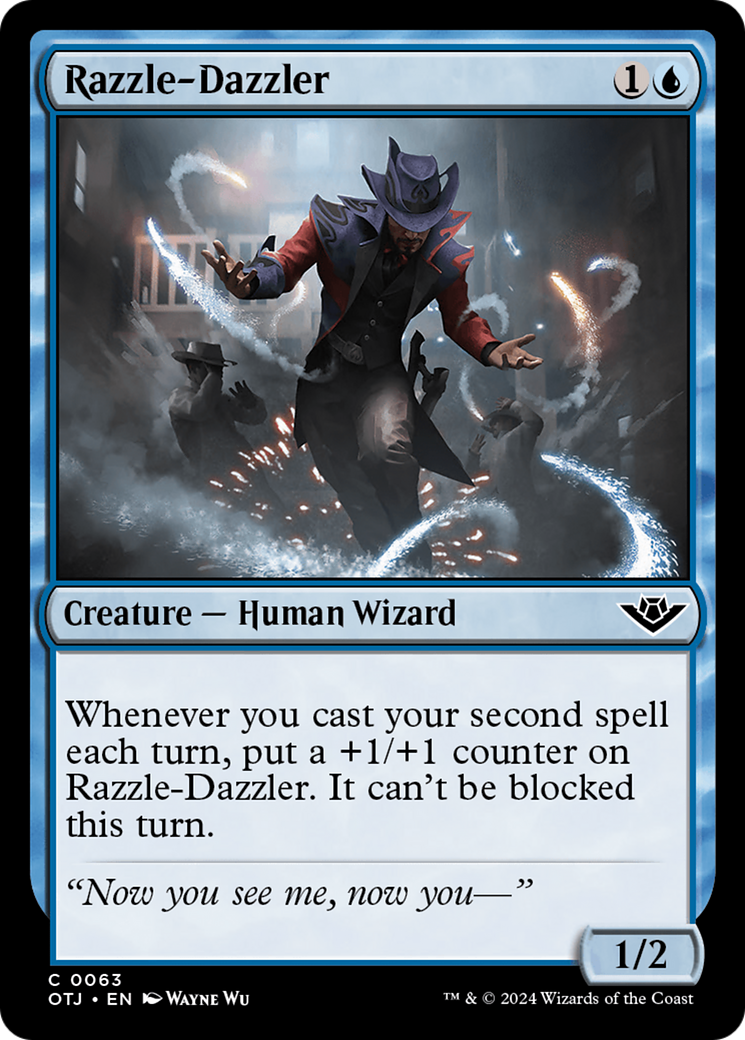 Razzle-Dazzler
1
Creature — Human Wizard
Whenever you cast your second spell
each turn, put a +1/+1 counter on
Razzle-Dazzler. It can't be blocked
this turn.
“Now you see me, now you—”
1/2
C 0063
OTJ • EN Wayne Wu
™ & © 2024 Wizards of the Coast